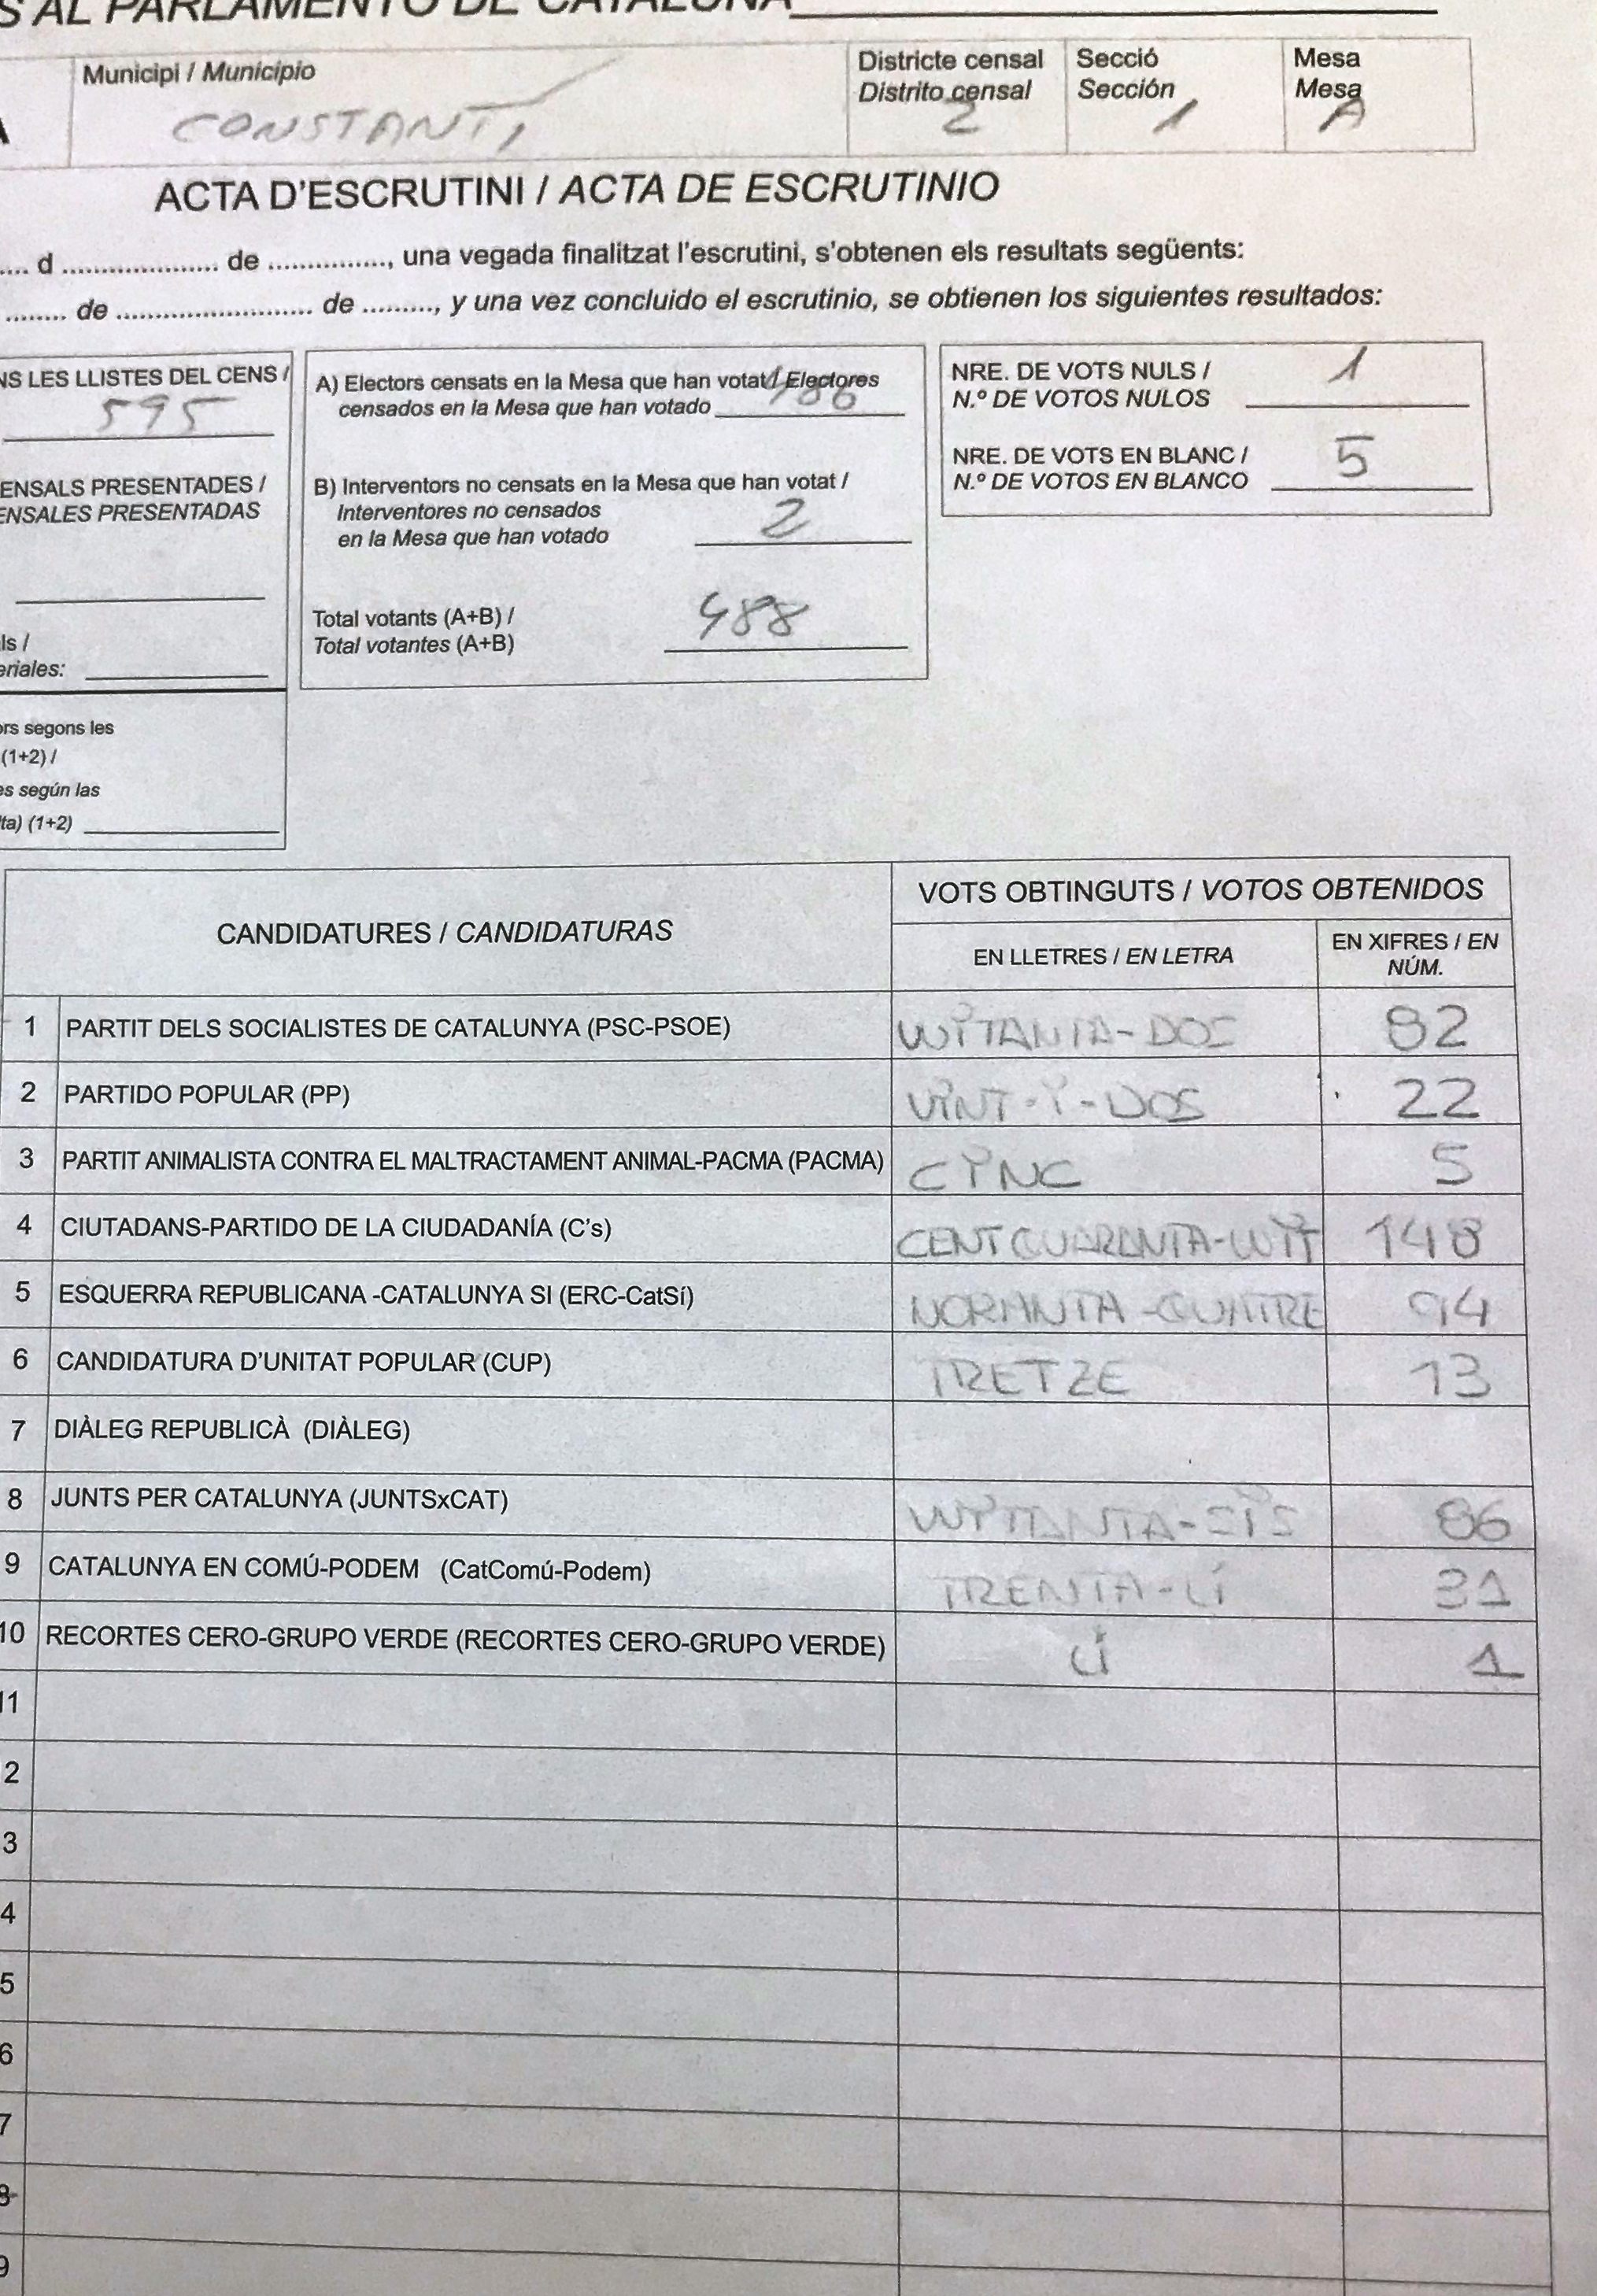 S AL PARLAMENTO DE CATALUÑA
Municipi / Municipio
CONSTANTÍ
Districte censal
Distrito censal
2
Secció
Sección
1
Mesa
Mesa
A
ACTA D'ESCRUTINI / ACTA DE ESCRUTINIO
.... d ..................... de ................, una vegada finalitzat l'escrutini, s'obtenen els resultats següents:
........ de .......................... de ........., y una vez concluido el escrutinio, se obtienen los siguientes resultados:
NS LES LLISTES DEL CENS /
595
ENSALS PRESENTADES /
ENSALES PRESENTADAS
ls /
eriales:
ors segons les
(1+2) /
es según las
lta) (1+2)
A) Electors censats en la Mesa que han votat / Electores
censados en la Mesa que han votado 486
B) Interventors no censats en la Mesa que han votat /
Interventores no censados
en la Mesa que han votado 2
Total votants (A+B) /
Total votantes (A+B) 488
NRE. DE VOTS NULS /
N.º DE VOTOS NULOS 1
NRE. DE VOTS EN BLANC /
N.º DE VOTOS EN BLANCO 5
CANDIDATURES / CANDIDATURAS
VOTS OBTINGUTS / VOTOS OBTENIDOS
EN LLETRES / EN LETRA
EN XIFRES / EN
NÚM.
1 PARTIT DELS SOCIALISTES DE CATALUNYA (PSC-PSOE) VUYTANTA-DOS 82
2 PARTIDO POPULAR (PP) VINT-Y-DOS 22
3 PARTIT ANIMALISTA CONTRA EL MALTRACTAMENT ANIMAL-PACMA (PACMA) CYNC 5
4 CIUTADANS-PARTIDO DE LA CIUDADANÍA (C's) CENT QUARANTA-VUYT 148
5 ESQUERRA REPUBLICANA -CATALUNYA SI (ERC-CatSí) NORANTA-QUATRE 94
6 CANDIDATURA D'UNITAT POPULAR (CUP) TRETZE 13
7 DIÀLEG REPUBLICÀ (DIÀLEG)
8 JUNTS PER CATALUNYA (JUNTSxCAT) VUYTANTA-SIS 86
9 CATALUNYA EN COMÚ-PODEM (CatComú-Podem) TRENTA-Ú 31
10 RECORTES CERO-GRUPO VERDE (RECORTES CERO-GRUPO VERDE) Ú 1
11
2
3
4
5
6
7
8
9